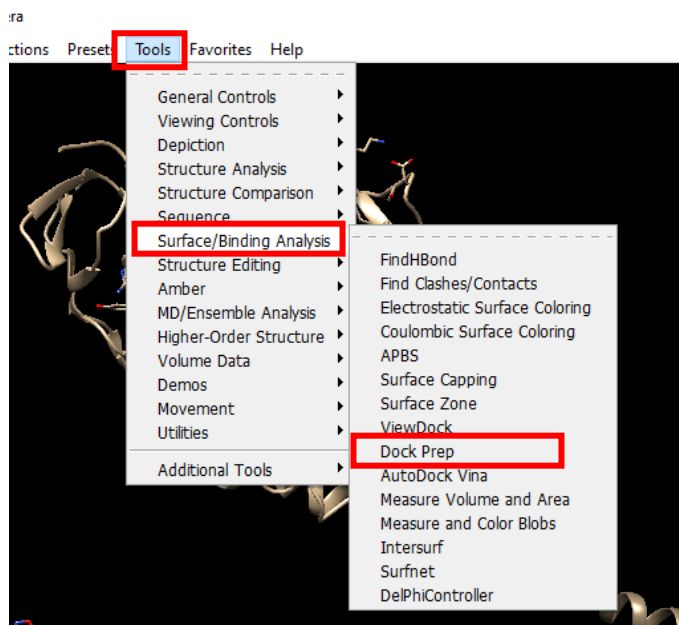 era
ctions Presets Tools Favorites Help
General Controls
Viewing Controls
Depiction
Structure Analysis
Structure Comparison
Sequence
Surface/Binding Analysis
Structure Editing
Amber
MD/Ensemble Analysis
Higher-Order Structure
Volume Data
Demos
Movement
Utilities
Additional Tools
FindHBond
Find Clashes/Contacts
Electrostatic Surface Coloring
Coulombic Surface Coloring
APBS
Surface Capping
Surface Zone
ViewDock
Dock Prep
AutoDock Vina
Measure Volume and Area
Measure and Color Blobs
Intersurf
Surfnet
DelPhiController